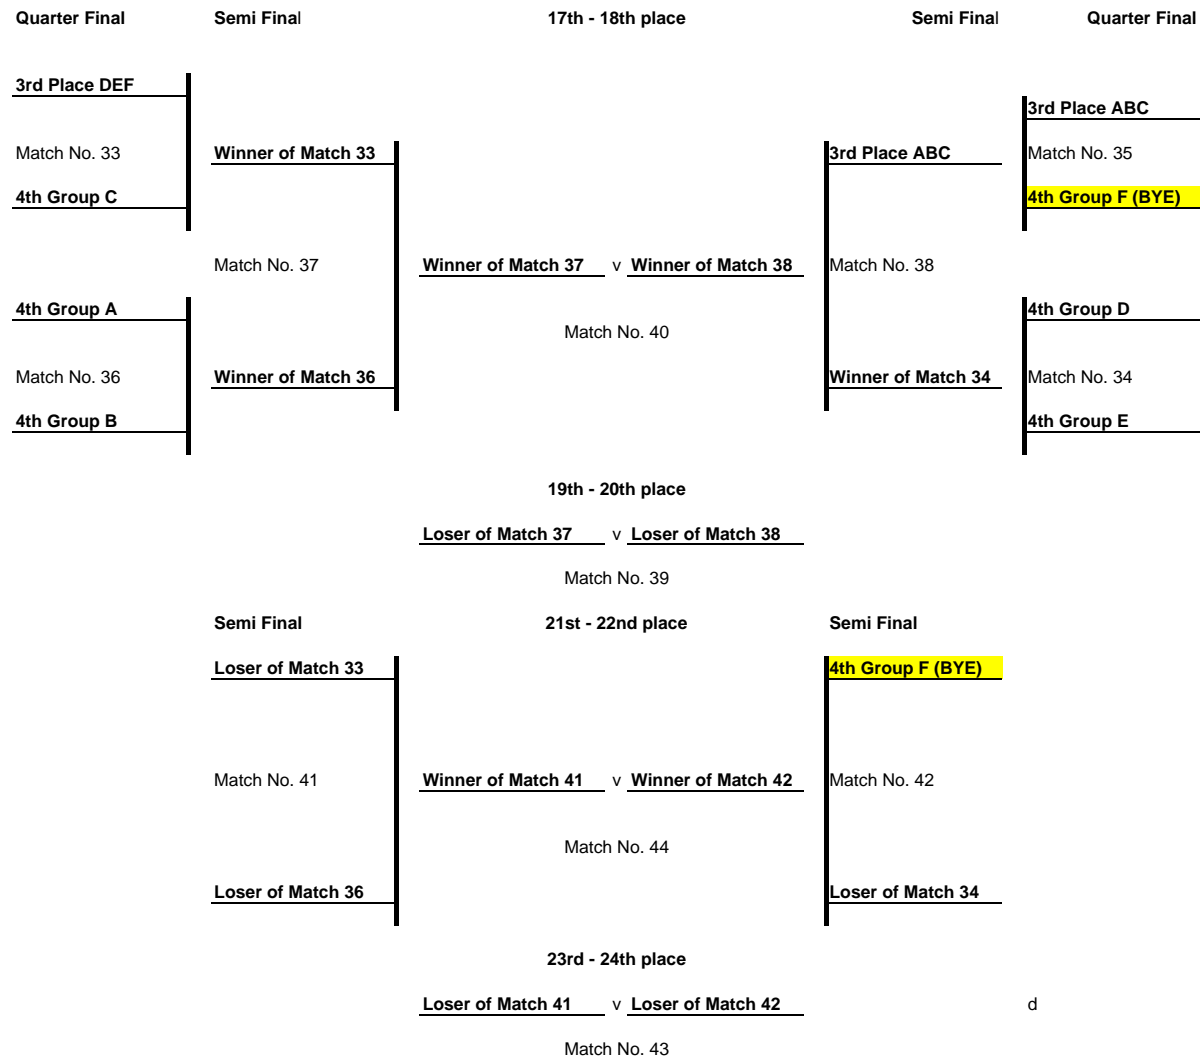 Quarter Final Semi Final 17th - 18th place Semi Final Quarter Final
3rd Place DEF
3rd Place ABC
Match No. 33 Winner of Match 33 3rd Place ABC Match No. 35
4th Group C 4th Group F (BYE)
Match No. 37 Winner of Match 37 v Winner of Match 38 Match No. 38
4th Group A 4th Group D
Match No. 40
Match No. 36 Winner of Match 36 Winner of Match 34 Match No. 34
4th Group B 4th Group E
19th - 20th place
Loser of Match 37 v Loser of Match 38
Match No. 39
Semi Final 21st - 22nd place Semi Final
Loser of Match 33 4th Group F (BYE)
Match No. 41 Winner of Match 41 v Winner of Match 42 Match No. 42
Match No. 44
Loser of Match 36 Loser of Match 34
23rd - 24th place
Loser of Match 41 v Loser of Match 42 d
Match No. 43